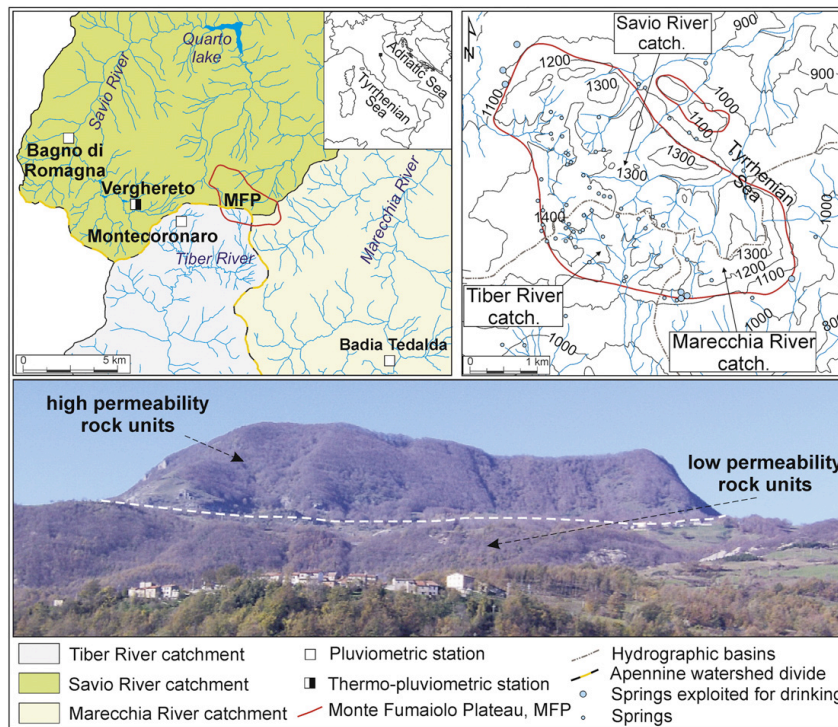 Quarto
lake
Savio River
Bagno di
Romagna
Verghereto
MFP
Montecoronaro
Tiber River
Marecchia River
Badia Tedalda
0
5 km
Adriatic Sea
Tyrrhenian
Sea
N
Savio River
catch.
900
900
1200
1300
1100
1000
1100
1300
1300
Tyrrhenian
Sea
1400
1300
1200
1100
Tiber River
catch.
Marecchia River
catch.
1000
1000
800
0
1 km
high permeability
rock units
low permeability
rock units
Tiber River catchment
Savio River catchment
Marecchia River catchment
Pluviometric station
Thermo-pluviometric station
Monte Fumaiolo Plateau, MFP
Hydrographic basins
Apennine watershed divide
Springs exploited for drinking
Springs